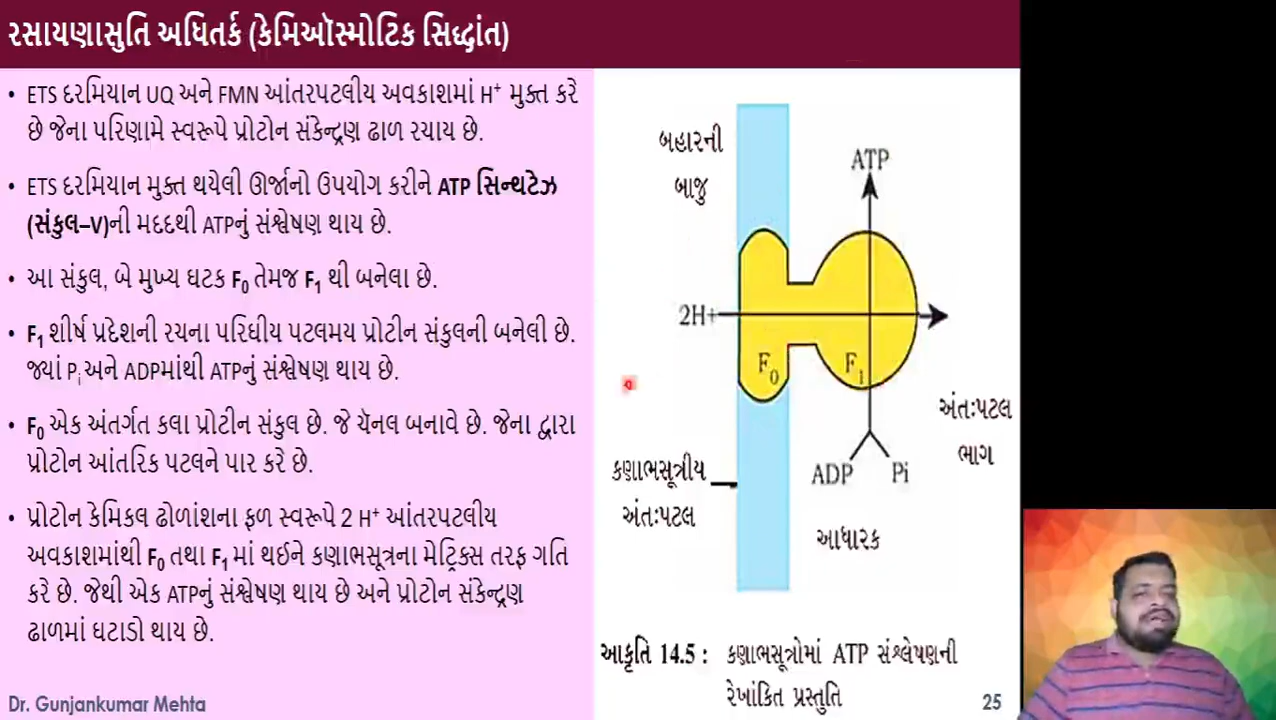 રસાયણાસુતિ અધિતર્ક (કેમિઑસ્મોટિક સિદ્ધાંત)
• ETS દરમિયાન UQ અને FMN આંતરપટલીય અવકાશમાં H⁺ મુક્ત કરે
છે જેના પરિણામે સ્વરૂપે પ્રોટોન સંકેન્દ્રણ ઢાળ રચાય છે.
• ETS દરમિયાન મુક્ત થયેલી ઊર્જાનો ઉપયોગ કરીને ATP સિન્થટેઝ
(સંકુલ–V)ની મદદથી ATPનું સંશ્લેષણ થાય છે.
• આ સંકુલ, બે મુખ્ય ઘટક F₀ તેમજ F₁ થી બનેલા છે.
• F₁ શીર્ષ પ્રદેશની રચના પરિઘીય પટલમય પ્રોટીન સંકુલની બનેલી છે.
જ્યાં Pᵢ અને ADPમાંથી ATPનું સંશ્લેષણ થાય છે.
• F₀ એક અંતર્ગત કલા પ્રોટીન સંકુલ છે. જે ચૅનલ બનાવે છે. જેના દ્વારા
પ્રોટોન આંતરિક પટલને પાર કરે છે.
• પ્રોટોન કેમિકલ ઢોળાંશના ફળ સ્વરૂપે 2 H⁺ આંતરપટલીય
અવકાશમાંથી F₀ તથા F₁ માં થઈને કણાભસૂત્રના મેટ્રિક્સ તરફ ગતિ
કરે છે. જેથી એક ATPનું સંશ્લેષણ થાય છે અને પ્રોટોન સંકેન્દ્રણ
ઢાળમાં ઘટાડો થાય છે.
બહારની
બાજુ
ATP
2H+
F₀
F₁
અંતઃપટલ
ભાગ
કણાભસૂત્રીય
અંતઃપટલ
ADP
Pi
આધારક
આકૃતિ 14.5 : કણાભસૂત્રોમાં ATP સંશ્લેષણની
રેખાંકિત પ્રસ્તુતિ
Dr. Gunjankumar Mehta
25